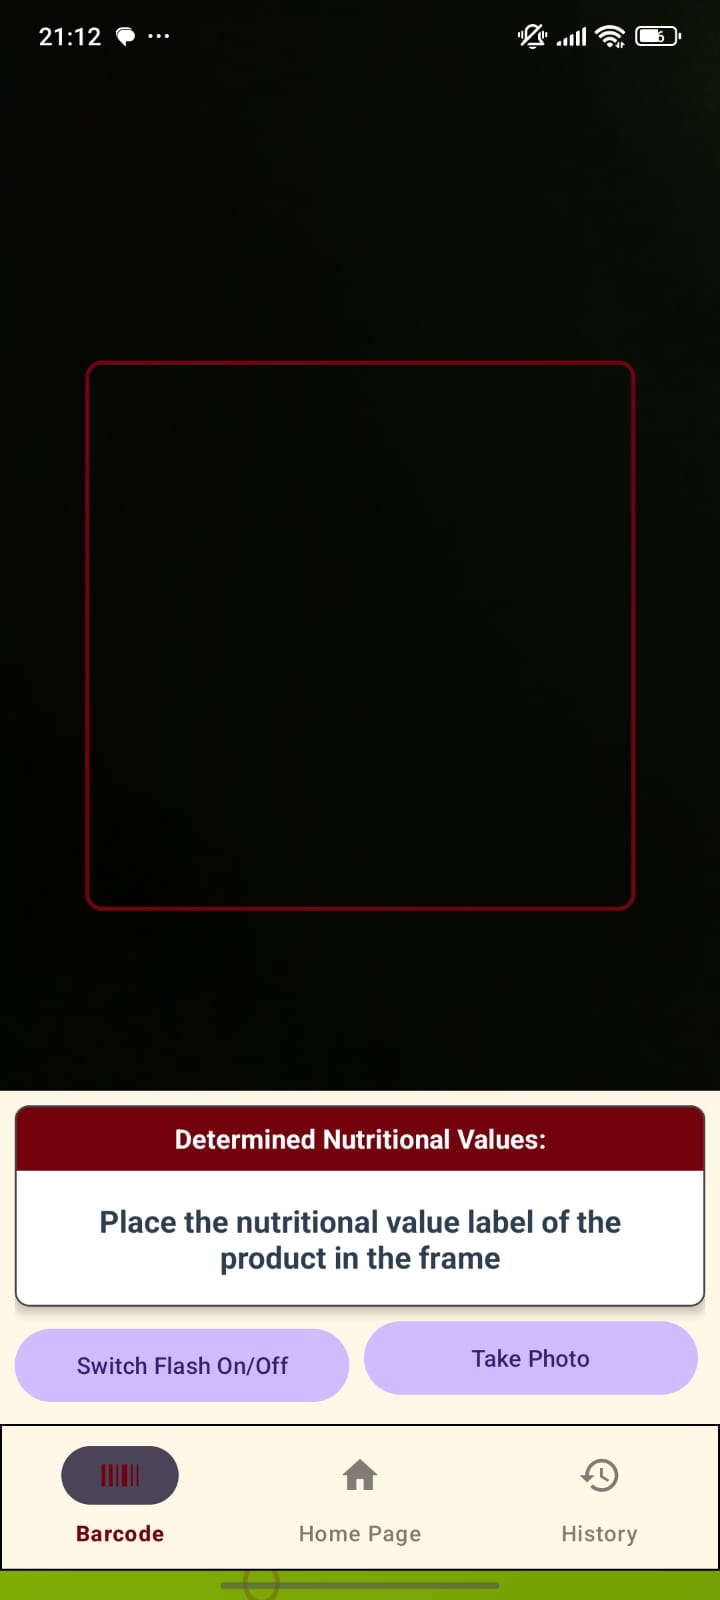 21:12
6
Determined Nutritional Values:
Place the nutritional value label of the
product in the frame
Switch Flash On/Off
Take Photo
Barcode
Home Page
History